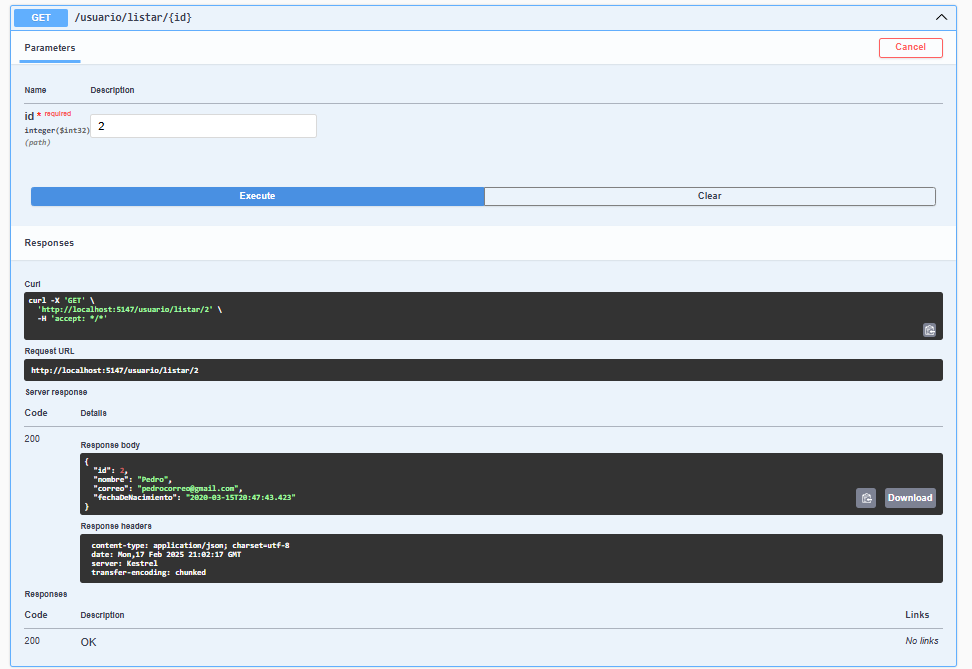 GET /usuario/listar/{id}
Parameters
Cancel
Name Description
id * required
integer($int32)
(path)
2
Execute
Clear
Responses
Curl
curl -X 'GET' \
'http://localhost:5147/usuario/listar/2' \
-H 'accept: */*'
Request URL
http://localhost:5147/usuario/listar/2
Server response
Code Details
200
Response body
{
"id": 2,
"nombre": "Pedro",
"correo": "pedrocorreo@gmail.com",
"fechaDeNacimiento": "2020-03-15T20:47:43.423"
}
Download
Response headers
content-type: application/json; charset=utf-8
date: Mon,17 Feb 2025 21:02:17 GMT
server: Kestrel
transfer-encoding: chunked
Responses
Code Description Links
200 OK No links